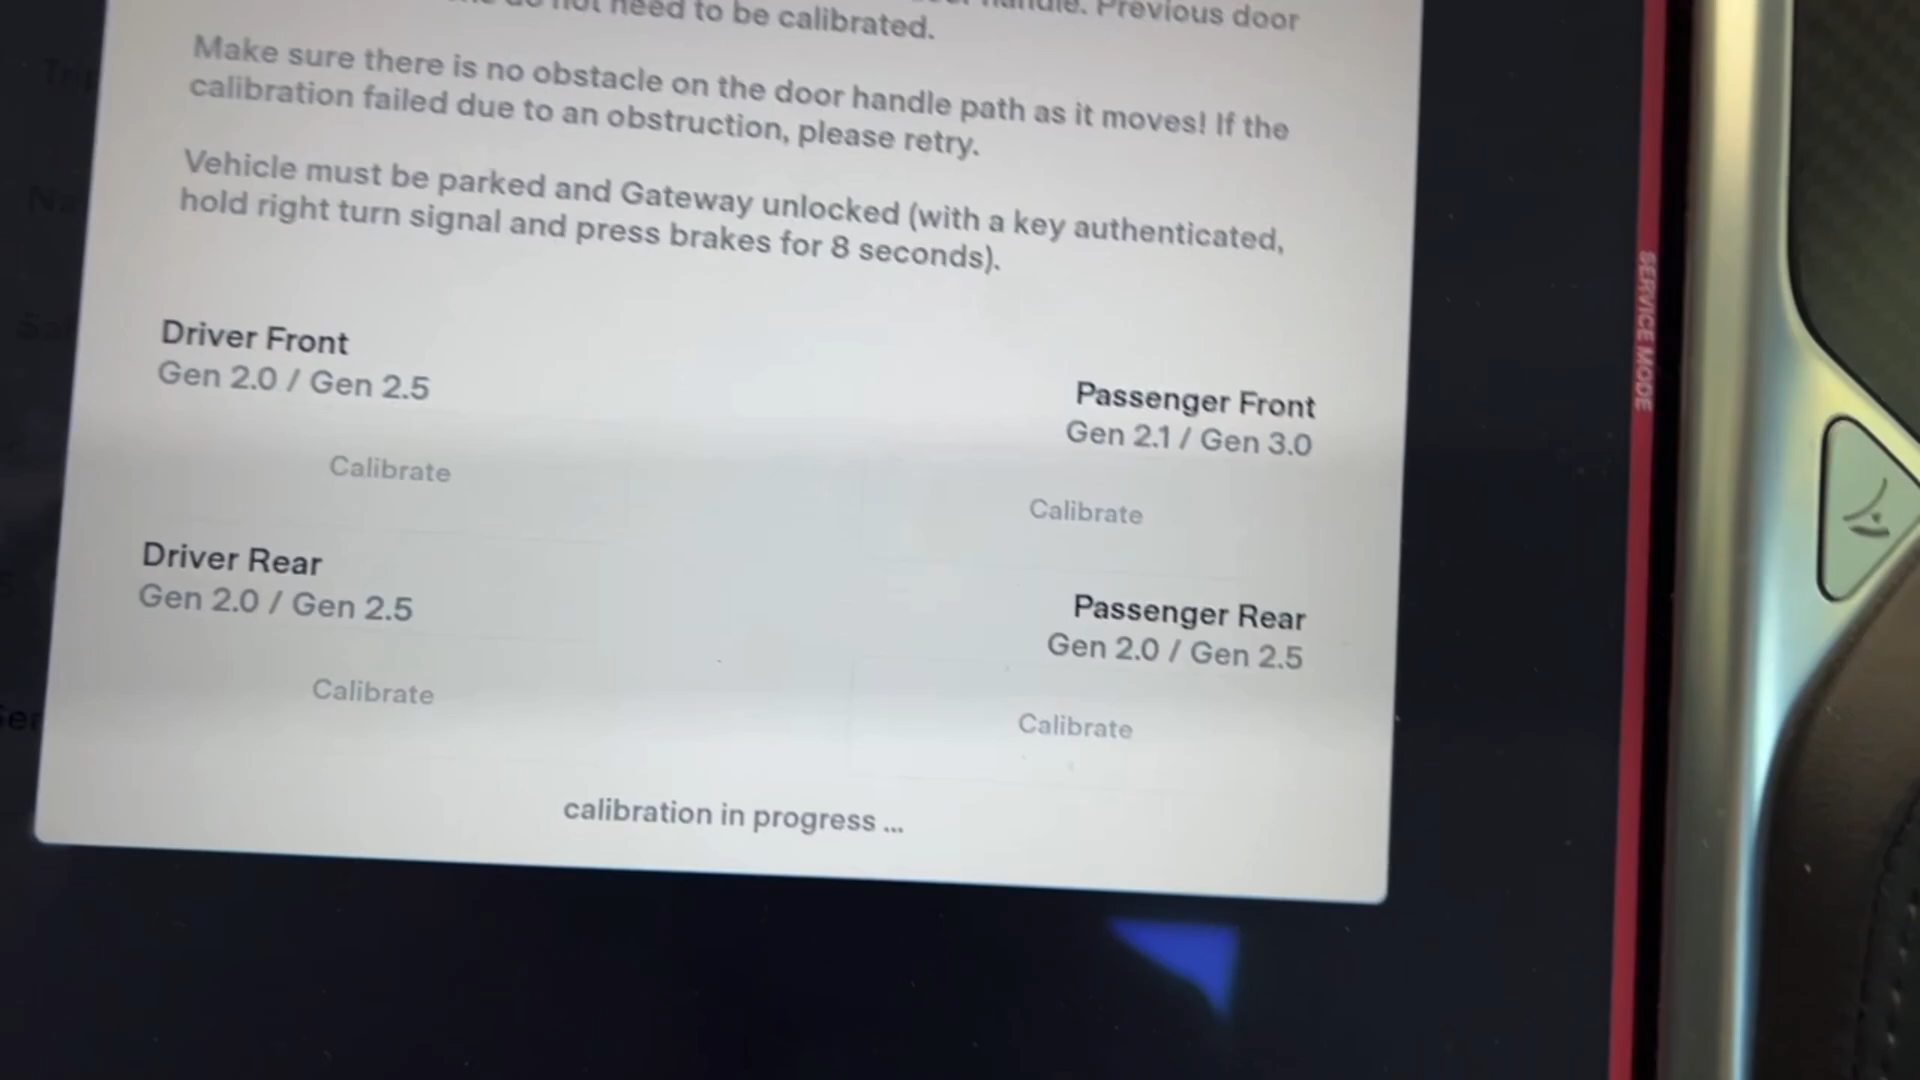 handle. Previous door
do not need to be calibrated.
Make sure there is no obstacle on the door handle path as it moves! If the
calibration failed due to an obstruction, please retry.
Vehicle must be parked and Gateway unlocked (with a key authenticated,
hold right turn signal and press brakes for 8 seconds).
Driver Front
Gen 2.0 / Gen 2.5
Calibrate
Passenger Front
Gen 2.1 / Gen 3.0
Calibrate
Driver Rear
Gen 2.0 / Gen 2.5
Calibrate
Passenger Rear
Gen 2.0 / Gen 2.5
Calibrate
calibration in progress ...
SERVICE MODE